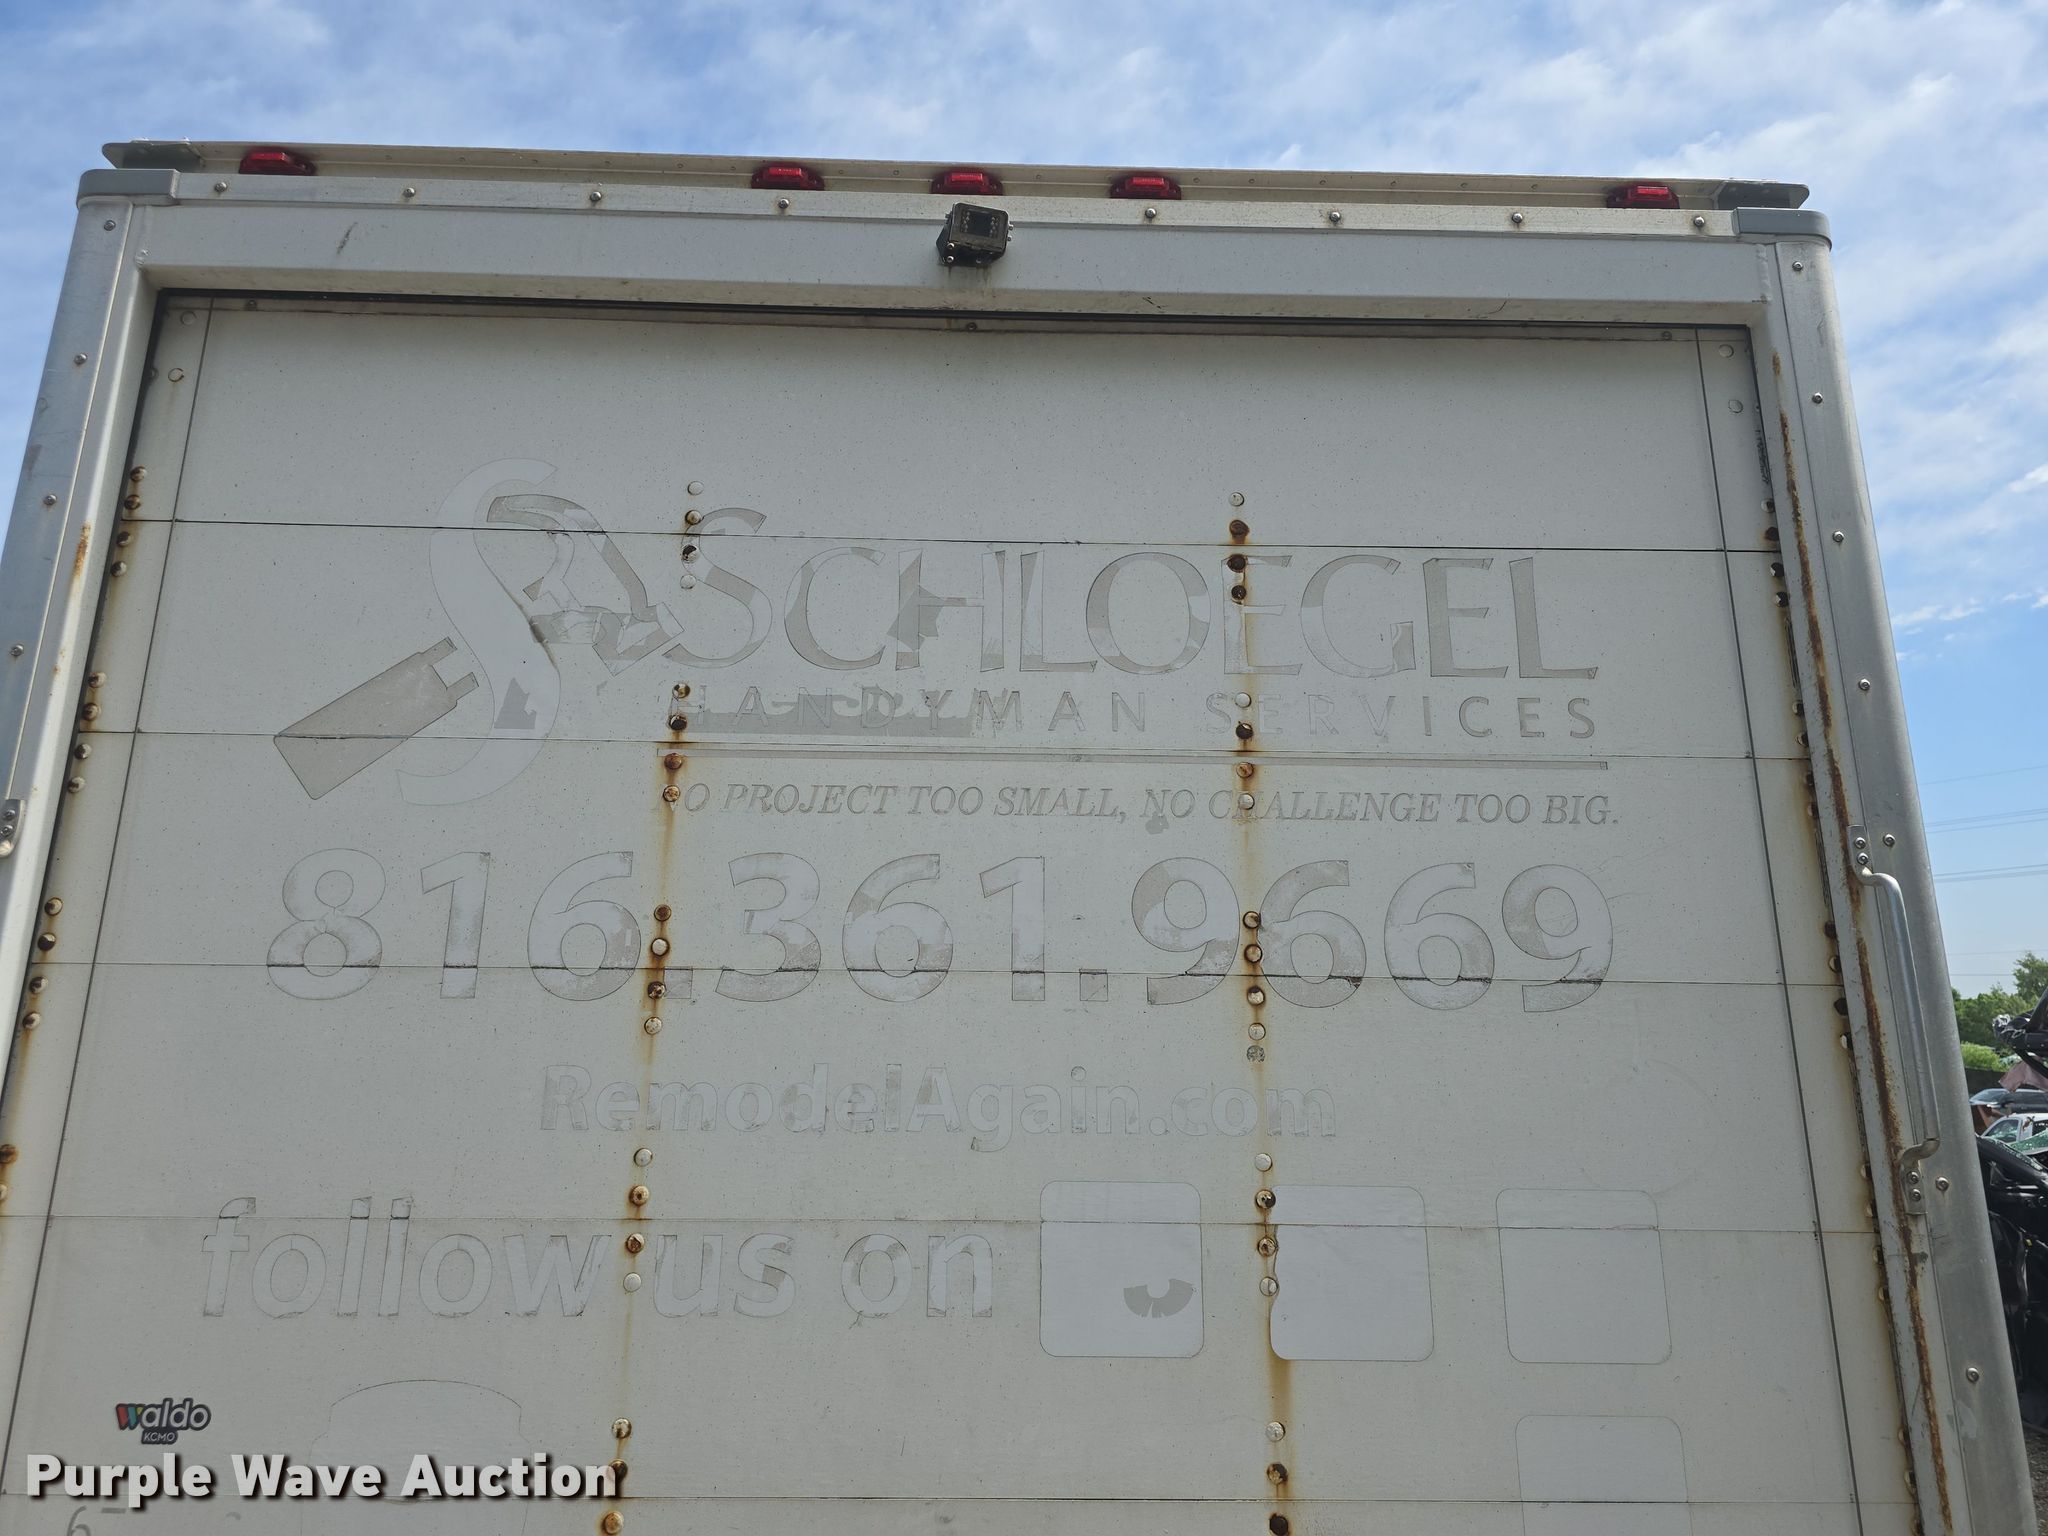 SCHLOEGEL
HANDYMAN SERVICES
NO PROJECT TOO SMALL, NO CHALLENGE TOO BIG.
816.361.9669
RemodelAgain.com
follow us on
waldo
KCMO
Purple Wave Auction